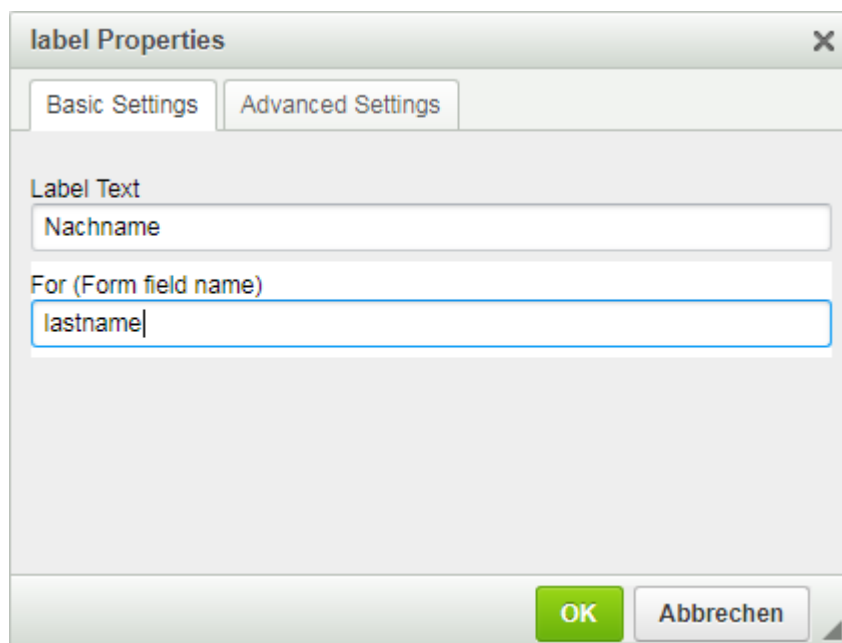 label Properties
Basic Settings Advanced Settings
Label Text
Nachname
For (Form field name)
lastname
OK Abbrechen